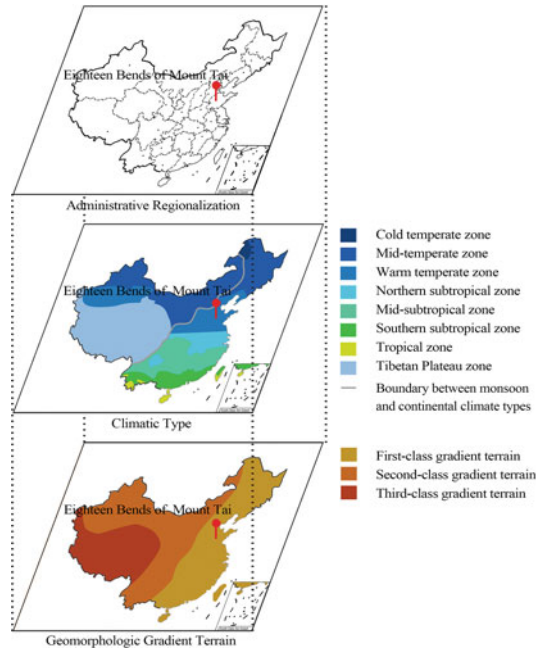 Eighteen Bends of Mount Tai
Administrative Regionalization
Eighteen Bends of Mount Tai
Climatic Type
Cold temperate zone
Mid-temperate zone
Warm temperate zone
Northern subtropical zone
Mid-subtropical zone
Southern subtropical zone
Tropical zone
Tibetan Plateau zone
Boundary between monsoon
and continental climate types
Eighteen Bends of Mount Tai
Geomorphologic Gradient Terrain
First-class gradient terrain
Second-class gradient terrain
Third-class gradient terrain